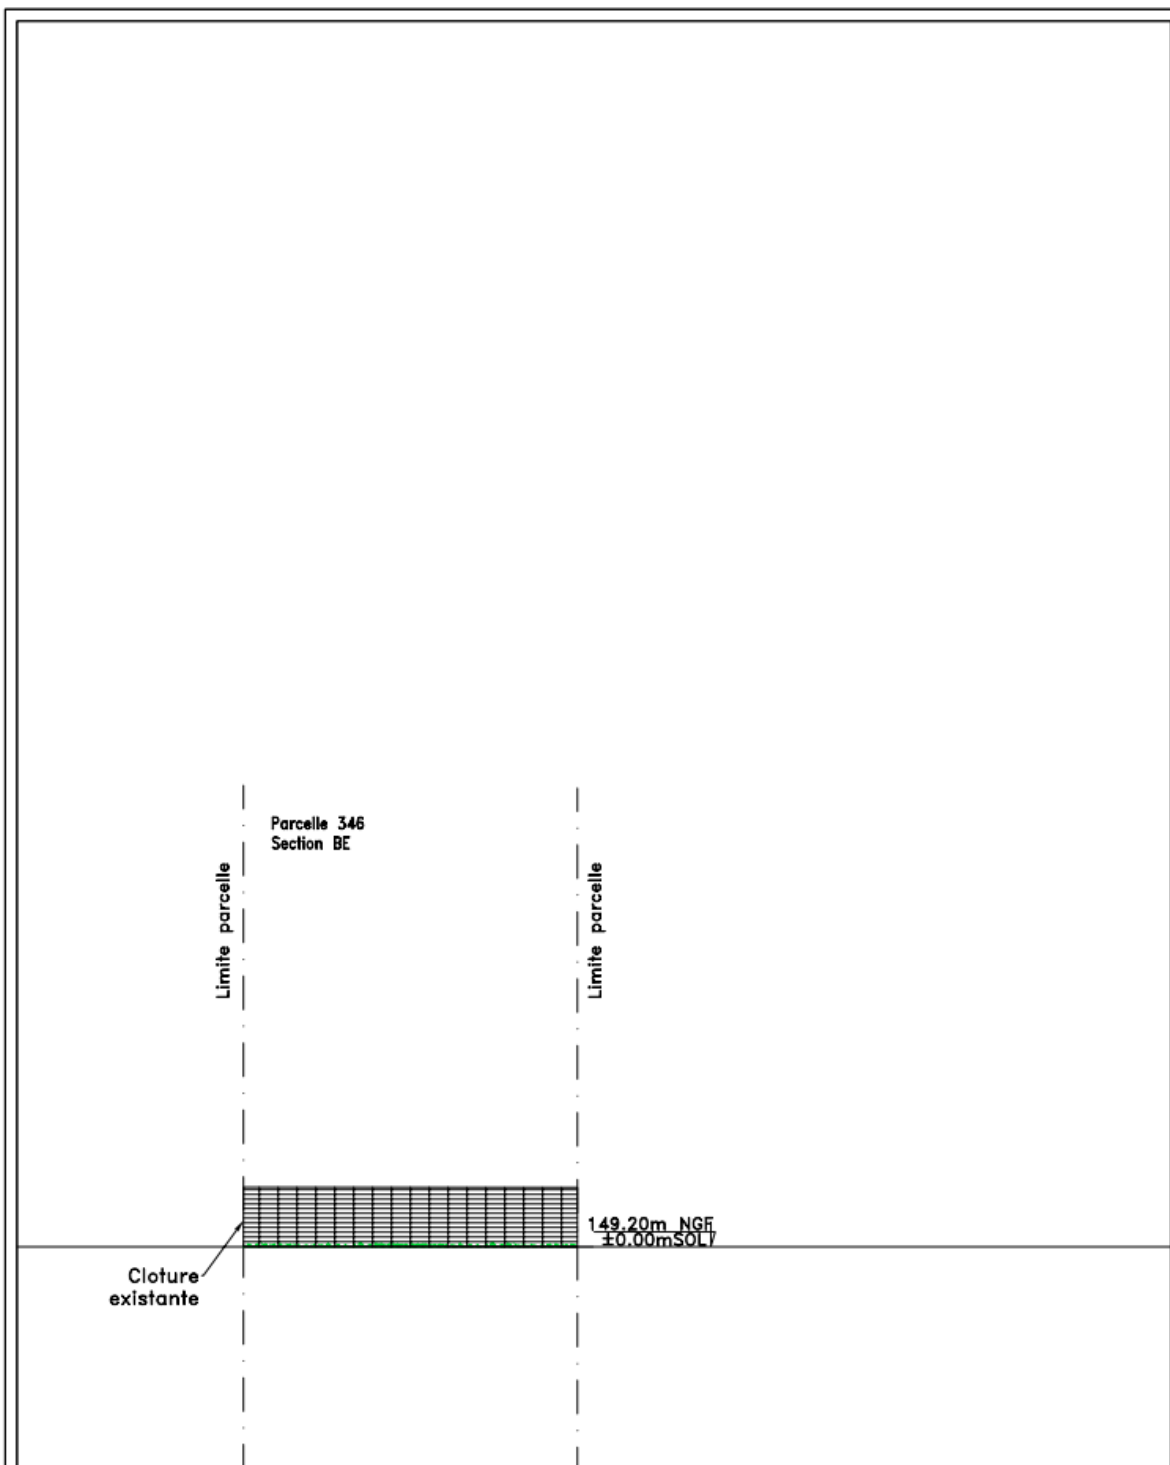 Parcelle 346
Section BE
Limite parcelle
Limite parcelle
149.20m NGF
±0.00mSOL
Cloture
existante